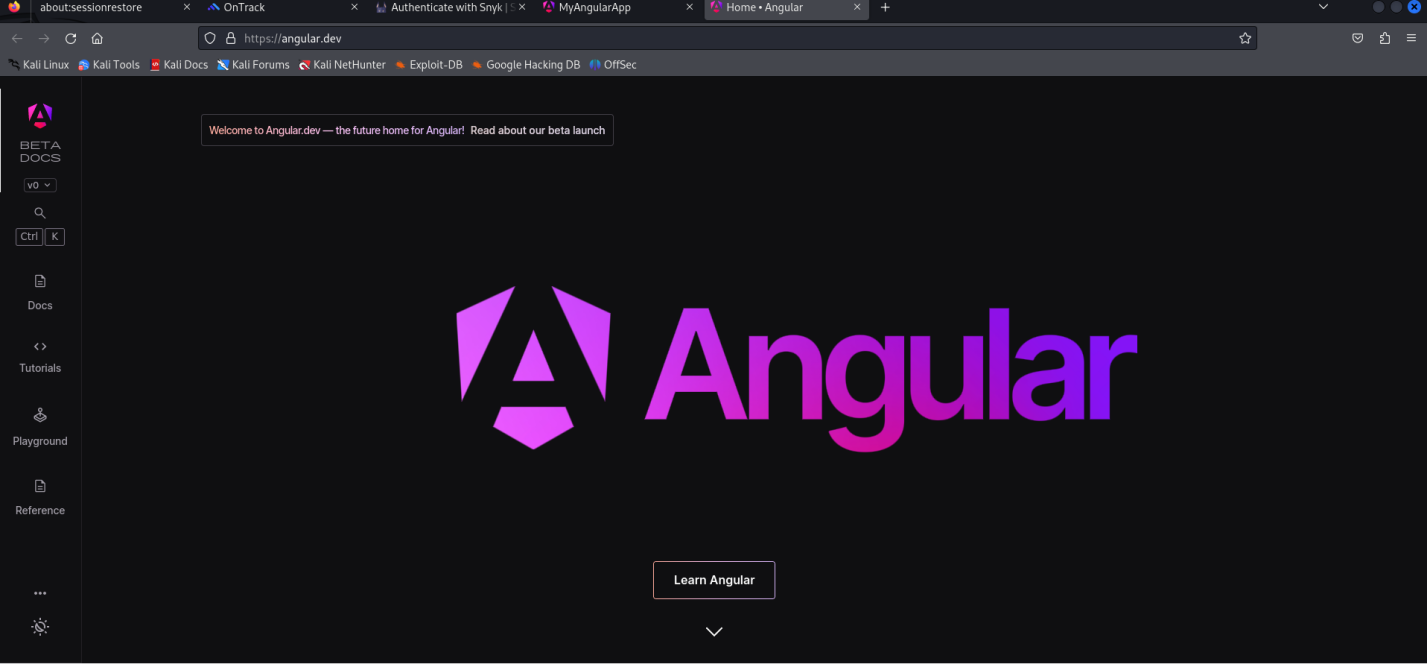 about:sessionrestore
OnTrack
Authenticate with Snyk | S
MyAngularApp
Home • Angular
https://angular.dev
Kali Linux Kali Tools Kali Docs Kali Forums Kali NetHunter Exploit-DB Google Hacking DB OffSec
BETA
DOCS
v0
Ctrl K
Docs
Tutorials
Playground
Reference
Welcome to Angular.dev — the future home for Angular! Read about our beta launch
Angular
Learn Angular